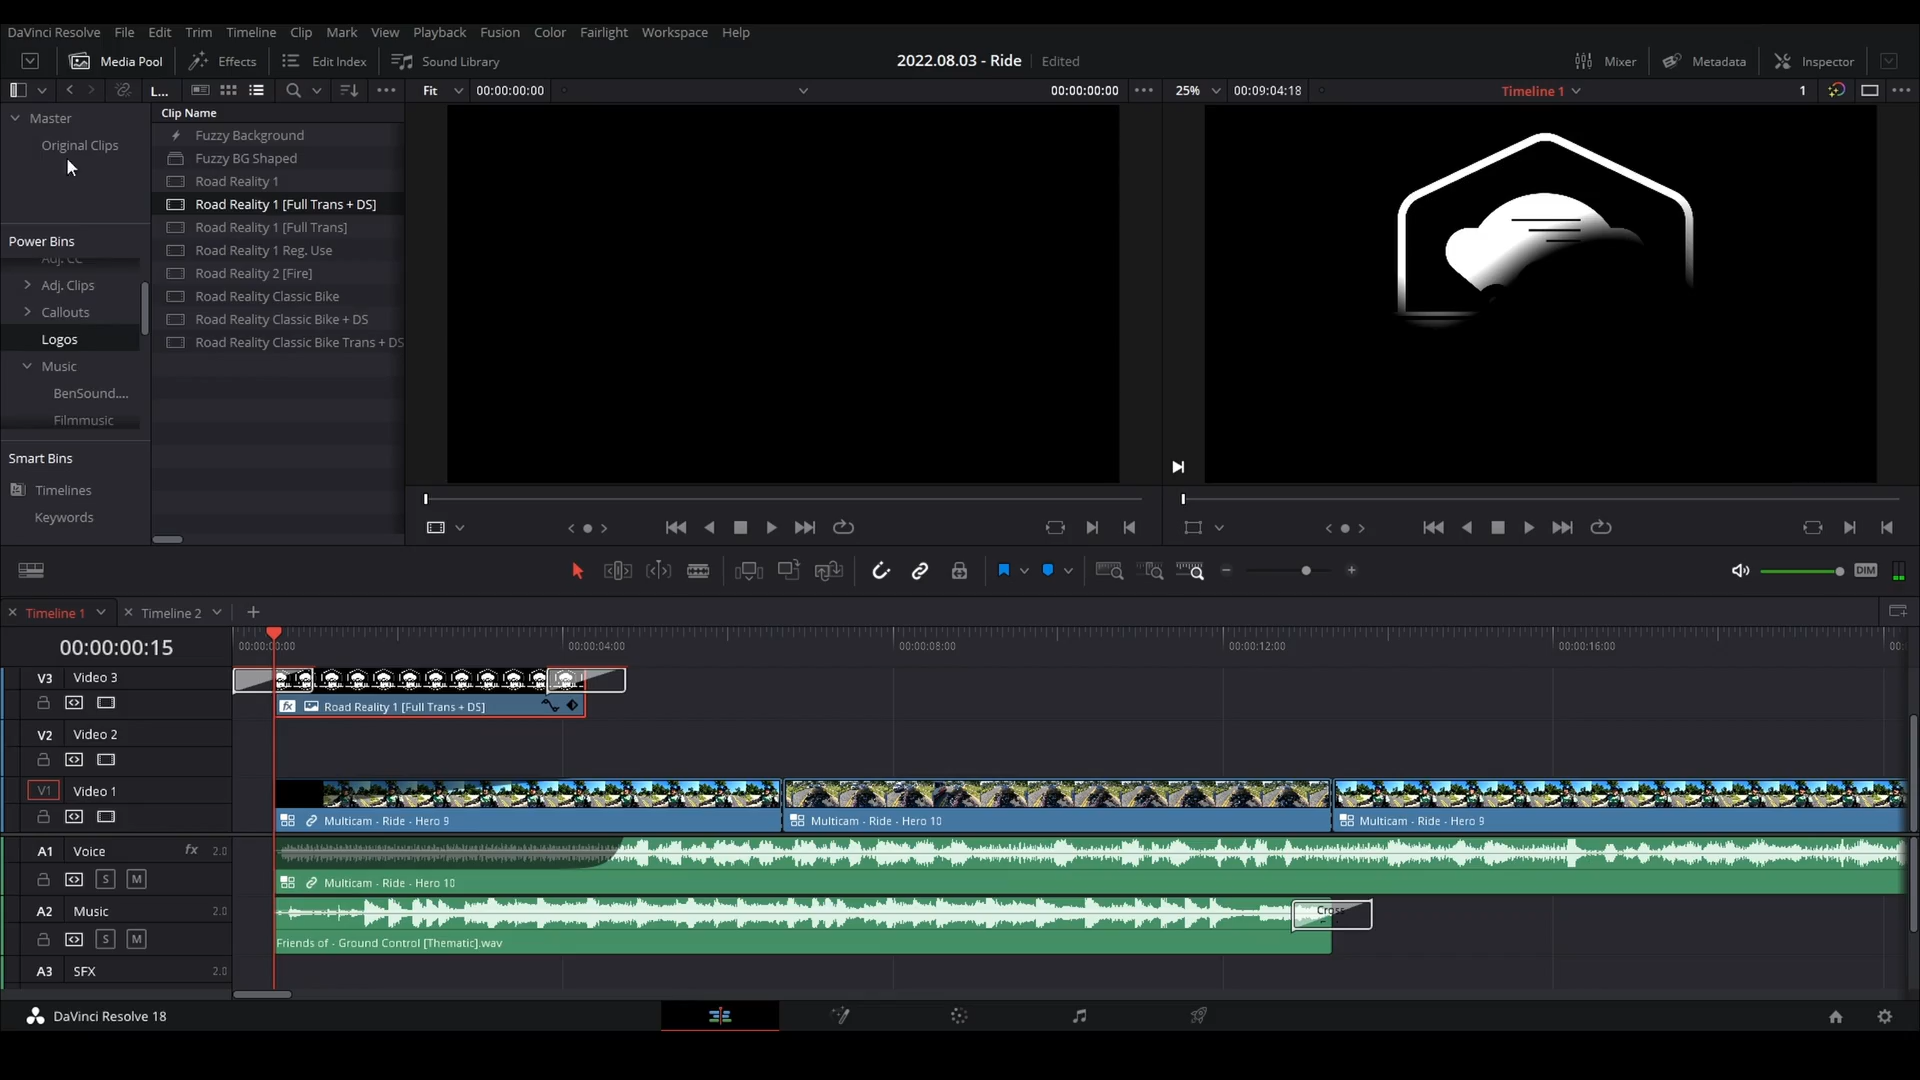 DaVinci Resolve File Edit Trim Timeline Clip Mark View Playback Fusion Color Fairlight Workspace Help
Media Pool Effects Edit Index Sound Library 2022.08.03 - Ride Edited Mixer Metadata Inspector
L... Fit 00:00:00:00 00:00:00:00 25% 00:09:04:18 Timeline 1 1
Master
Original Clips
Clip Name
Fuzzy Background
Fuzzy BG Shaped
Road Reality 1
Road Reality 1 [Full Trans + DS]
Road Reality 1 [Full Trans]
Road Reality 1 Reg. Use
Road Reality 2 [Fire]
Road Reality Classic Bike
Road Reality Classic Bike + DS
Road Reality Classic Bike Trans + DS
Power Bins
Adj. CC
Adj. Clips
Callouts
Logos
Music
BenSound....
Filmmusic
Smart Bins
Timelines
Keywords
DIM
Timeline 1 Timeline 2
00:00:00:15 00:00:00:00 00:00:04:00 00:00:08:00 00:00:12:00 00:00:16:00 00:
V3 Video 3
fx Road Reality 1 [Full Trans + DS]
V2 Video 2
V1 Video 1
Multicam - Ride - Hero 9 Multicam - Ride - Hero 10 Multicam - Ride - Hero 9
A1 Voice fx 2.0
S M Multicam - Ride - Hero 10
A2 Music 2.0 Cros
S M
Friends of - Ground Control [Thematic].wav
A3 SFX 2.0
DaVinci Resolve 18